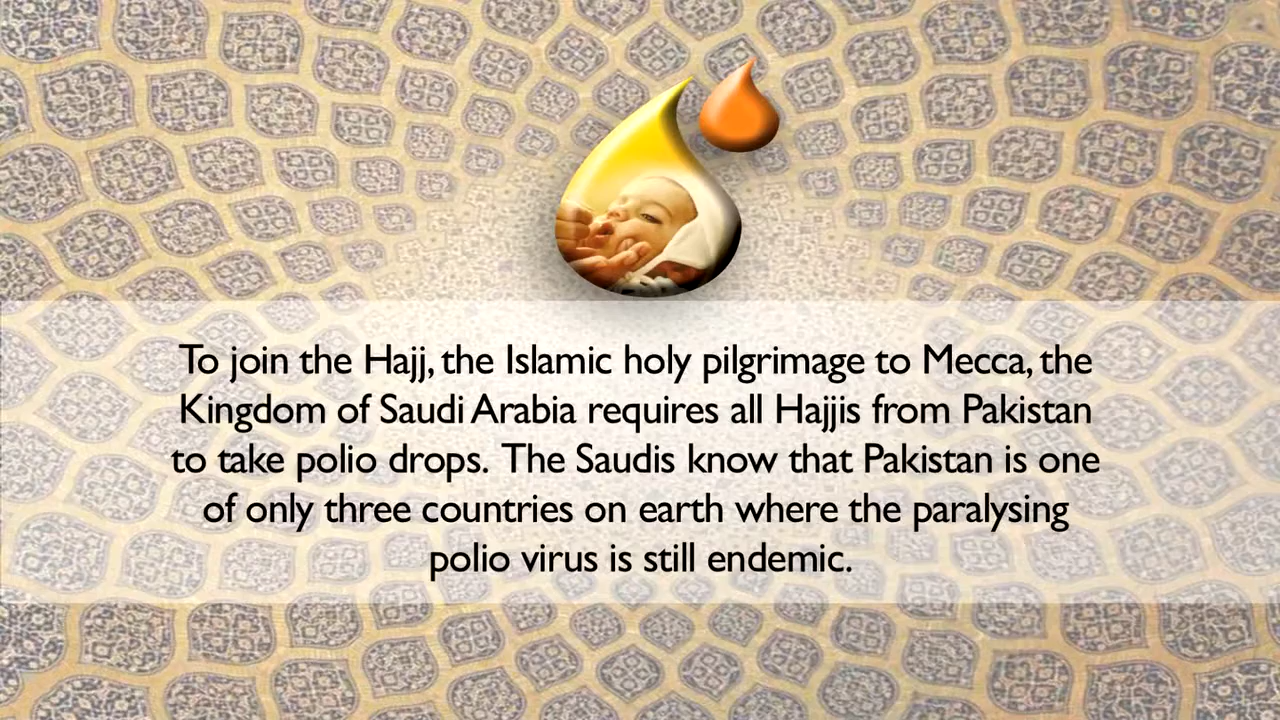 To join the Hajj, the Islamic holy pilgrimage to Mecca, the
Kingdom of Saudi Arabia requires all Hajjis from Pakistan
to take polio drops. The Saudis know that Pakistan is one
of only three countries on earth where the paralysing
polio virus is still endemic.